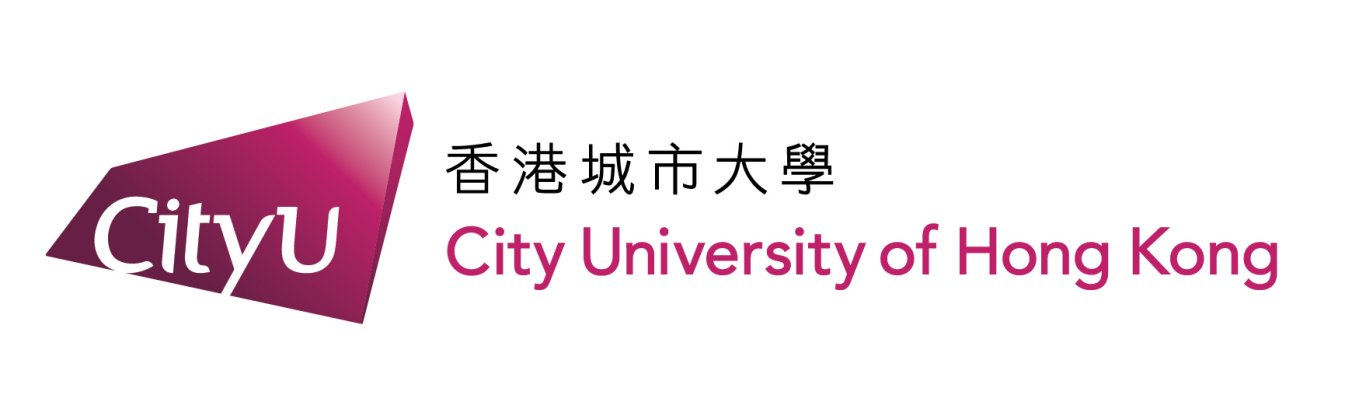 CityU
香港城市大學
City University of Hong Kong